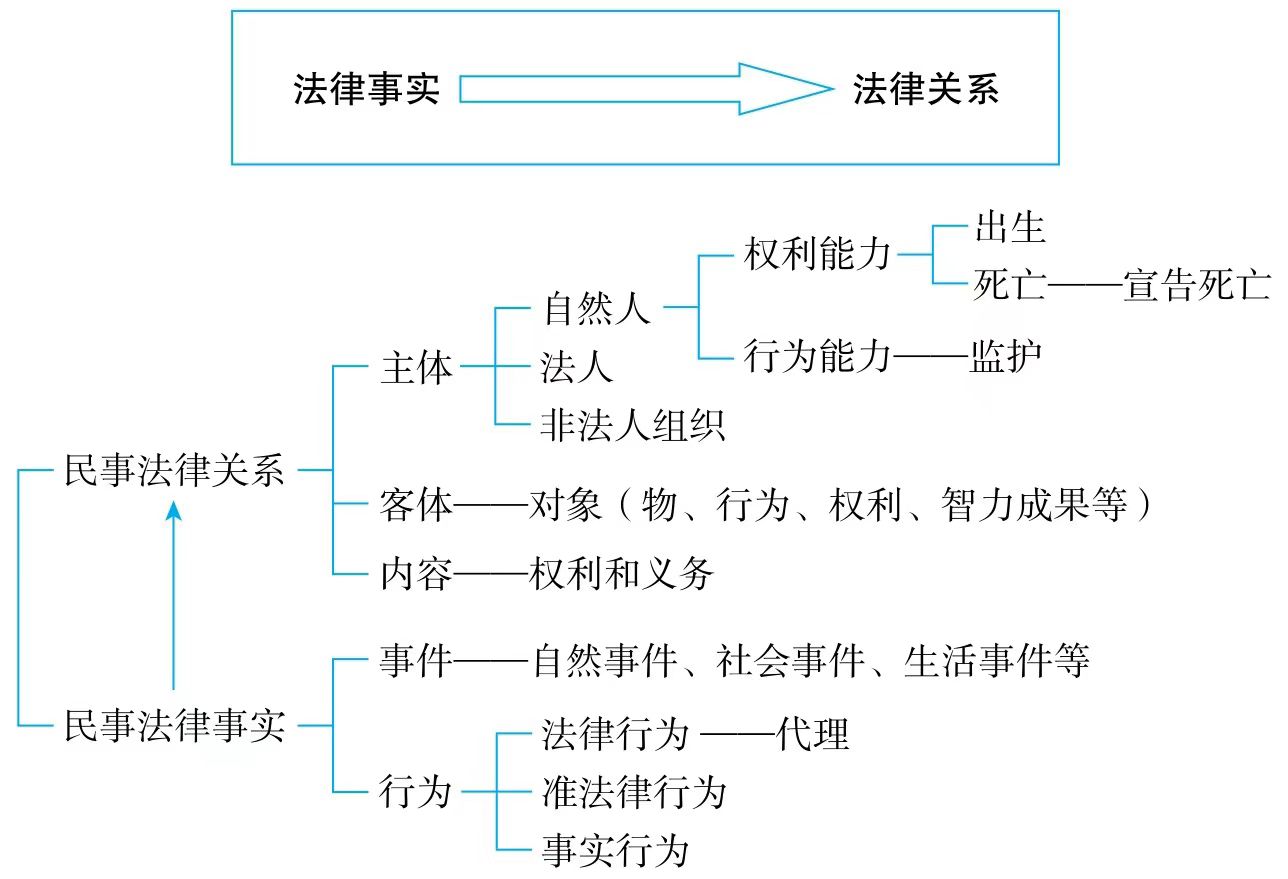 法律事实 法律关系
出生
权利能力
死亡——宣告死亡
自然人
行为能力——监护
主体
法人
非法人组织
民事法律关系
客体——对象（物、行为、权利、智力成果等）
内容——权利和义务
事件——自然事件、社会事件、生活事件等
民事法律事实
法律行为——代理
行为
准法律行为
事实行为